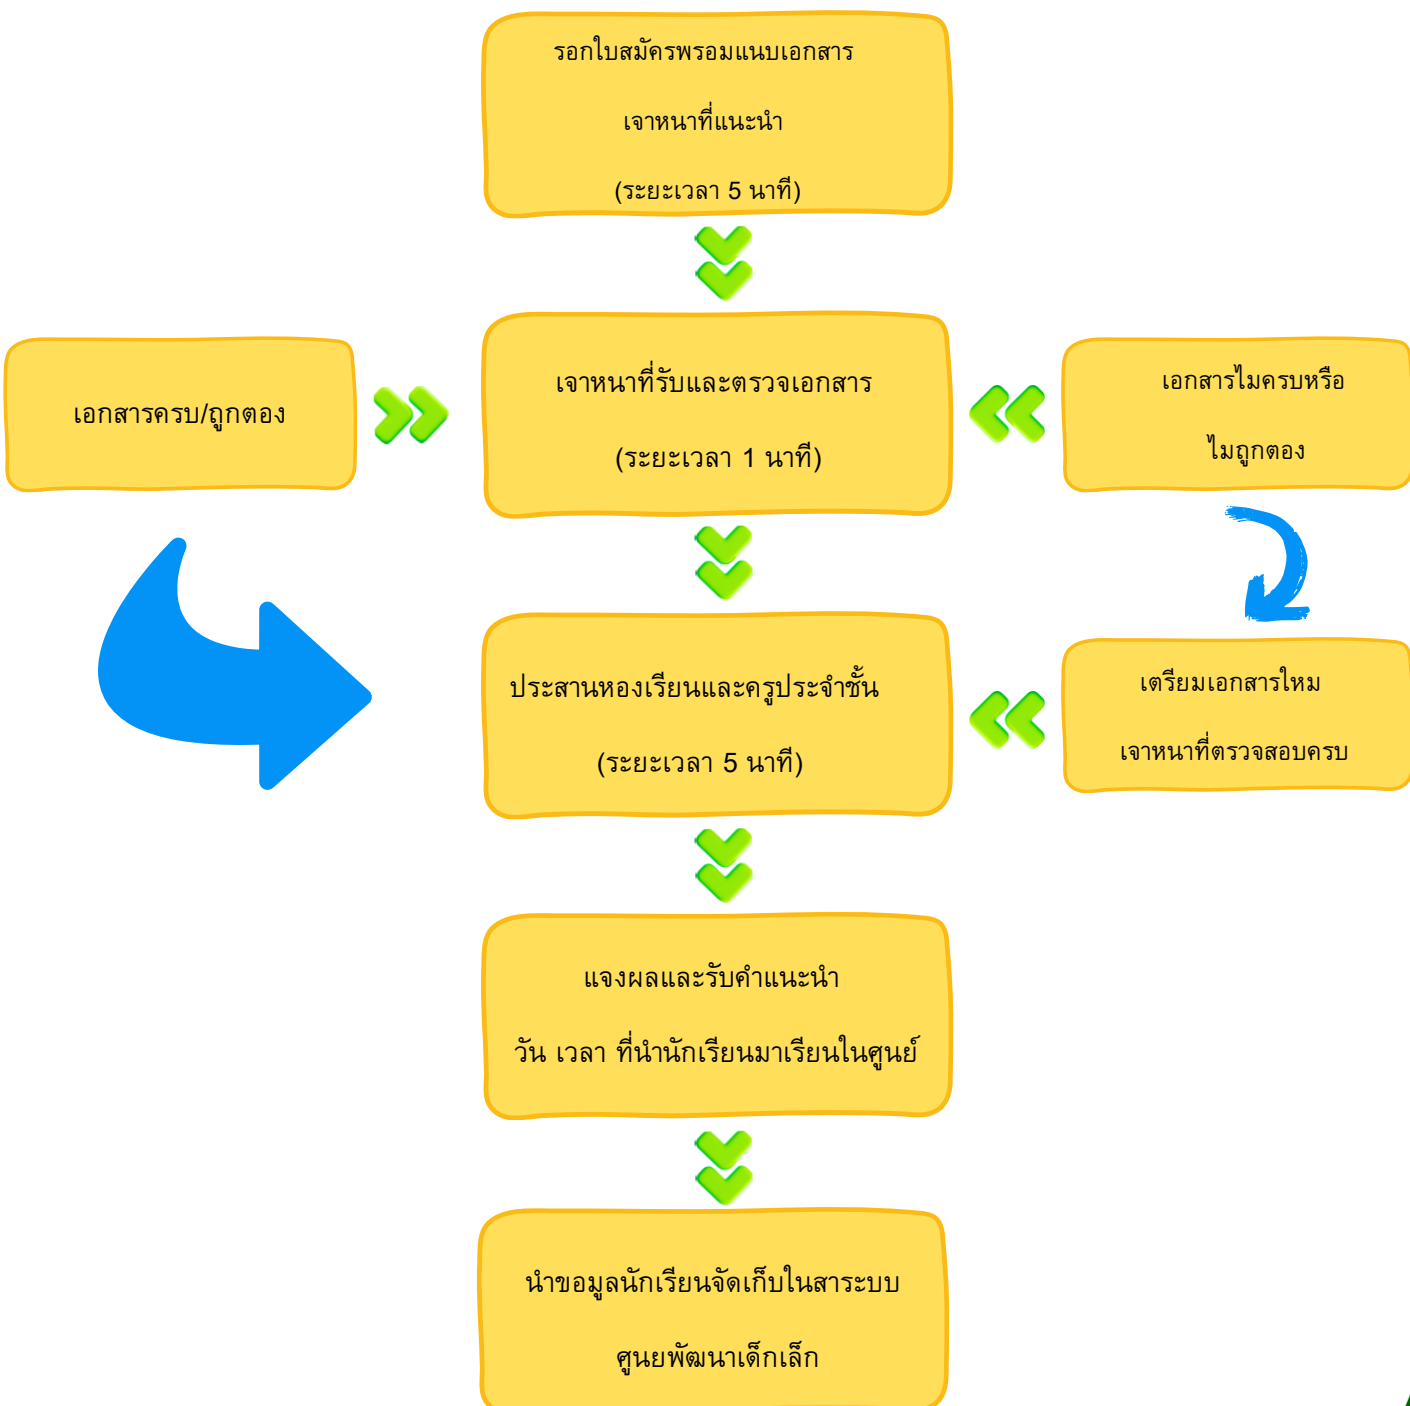 รอกใบสมัครพรอมแนบเอกสาร
เจาหนาที่แนะนำ
(ระยะเวลา 5 นาที)
เอกสารครบ/ถูกตอง
เจาหนาที่รับและตรวจเอกสาร
(ระยะเวลา 1 นาที)
เอกสารไมครบหรือ
ไมถูกตอง
ประสานหองเรียนและครูประจำชั้น
(ระยะเวลา 5 นาที)
เตรียมเอกสารใหม
เจาหนาที่ตรวจสอบครบ
แจงผลและรับคำแนะนำ
วัน เวลา ที่นำนักเรียนมาเรียนในศูนย์
นำขอมูลนักเรียนจัดเก็บในสาระบบ
ศูนยพัฒนาเด็กเล็ก